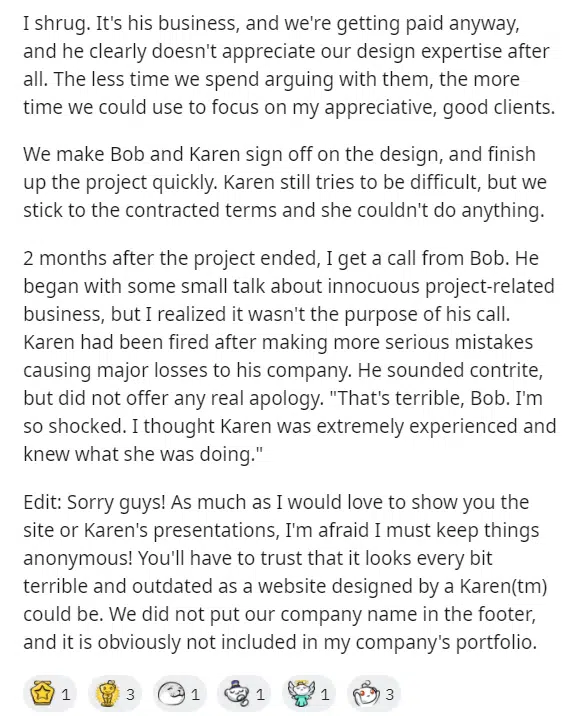 I shrug. It's his business, and we're getting paid anyway,
and he clearly doesn't appreciate our design expertise after
all. The less time we spend arguing with them, the more
time we could use to focus on my appreciative, good clients.
We make Bob and Karen sign off on the design, and finish
up the project quickly. Karen still tries to be difficult, but we
stick to the contracted terms and she couldn't do anything.
2 months after the project ended, I get a call from Bob. He
began with some small talk about innocuous project-related
business, but I realized it wasn't the purpose of his call.
Karen had been fired after making more serious mistakes
causing major losses to his company. He sounded contrite,
but did not offer any real apology. "That's terrible, Bob. I'm
so shocked. I thought Karen was extremely experienced and
knew what she was doing."
Edit: Sorry guys! As much as I would love to show you the
site or Karen's presentations, I'm afraid I must keep things
anonymous! You'll have to trust that it looks every bit
terrible and outdated as a website designed by a Karen(tm)
could be. We did not put our company name in the footer,
and it is obviously not included in my company's portfolio.
1 3 1 1 1 3